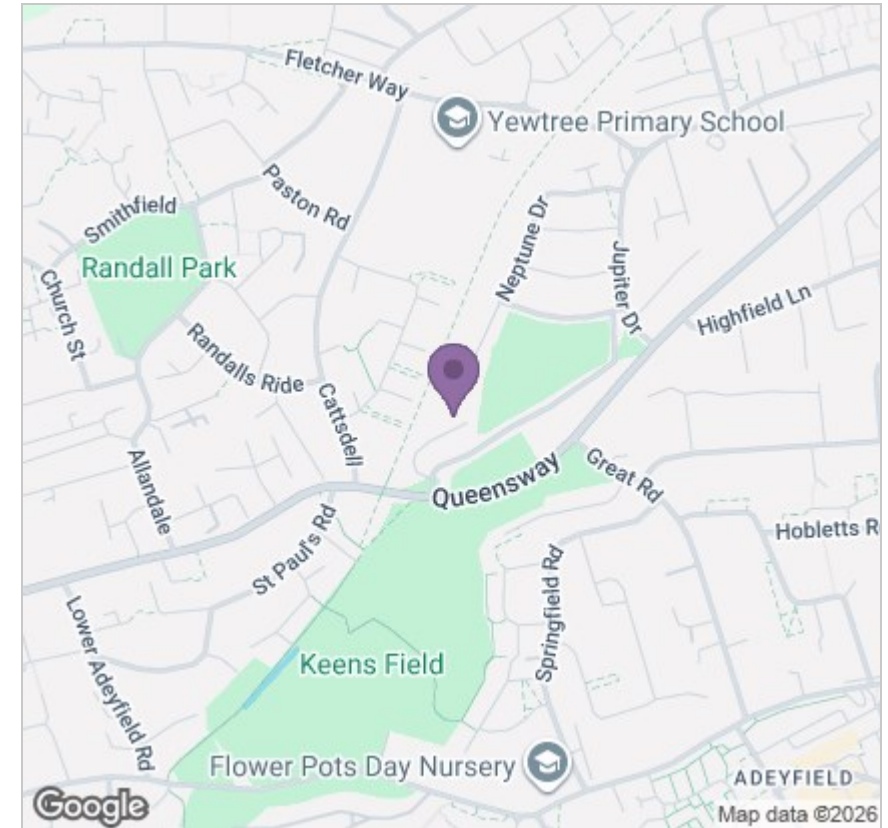 Fletcher Way
Yewtree Primary School
Paston Rd
Smithfield
Neptune Dr
Jupiter Dr
Randall Park
Church St
Highfield Ln
Randalls Ride
Cattsdell
Allandale
Queensway
Great Rd
St Paul's Rd
Hobletts R
Springfield Rd
Lower Adeyfield Rd
Keens Field
Flower Pots Day Nursery
ADEYFIELD
Google
Map data ©2026